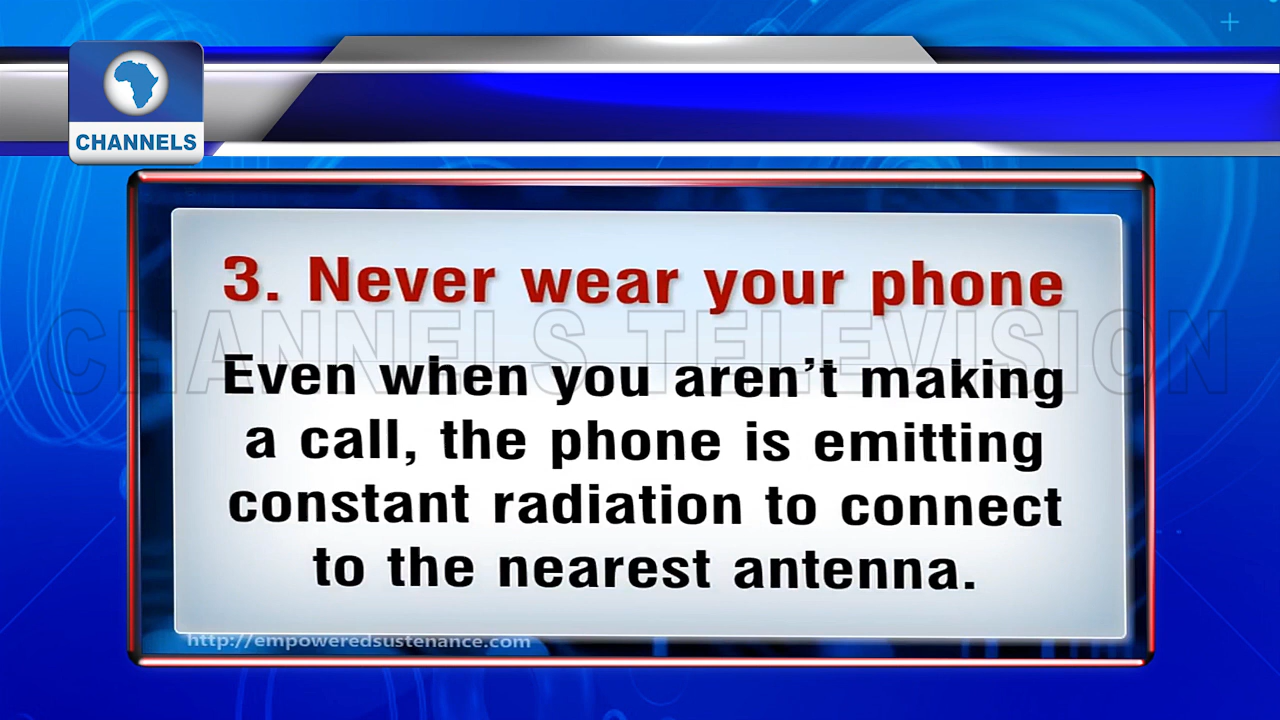 CHANNELS
3. Never wear your phone
CHANNELS TELEVISION
Even when you aren’t making
a call, the phone is emitting
constant radiation to connect
to the nearest antenna.
http://empoweredsustenance.com